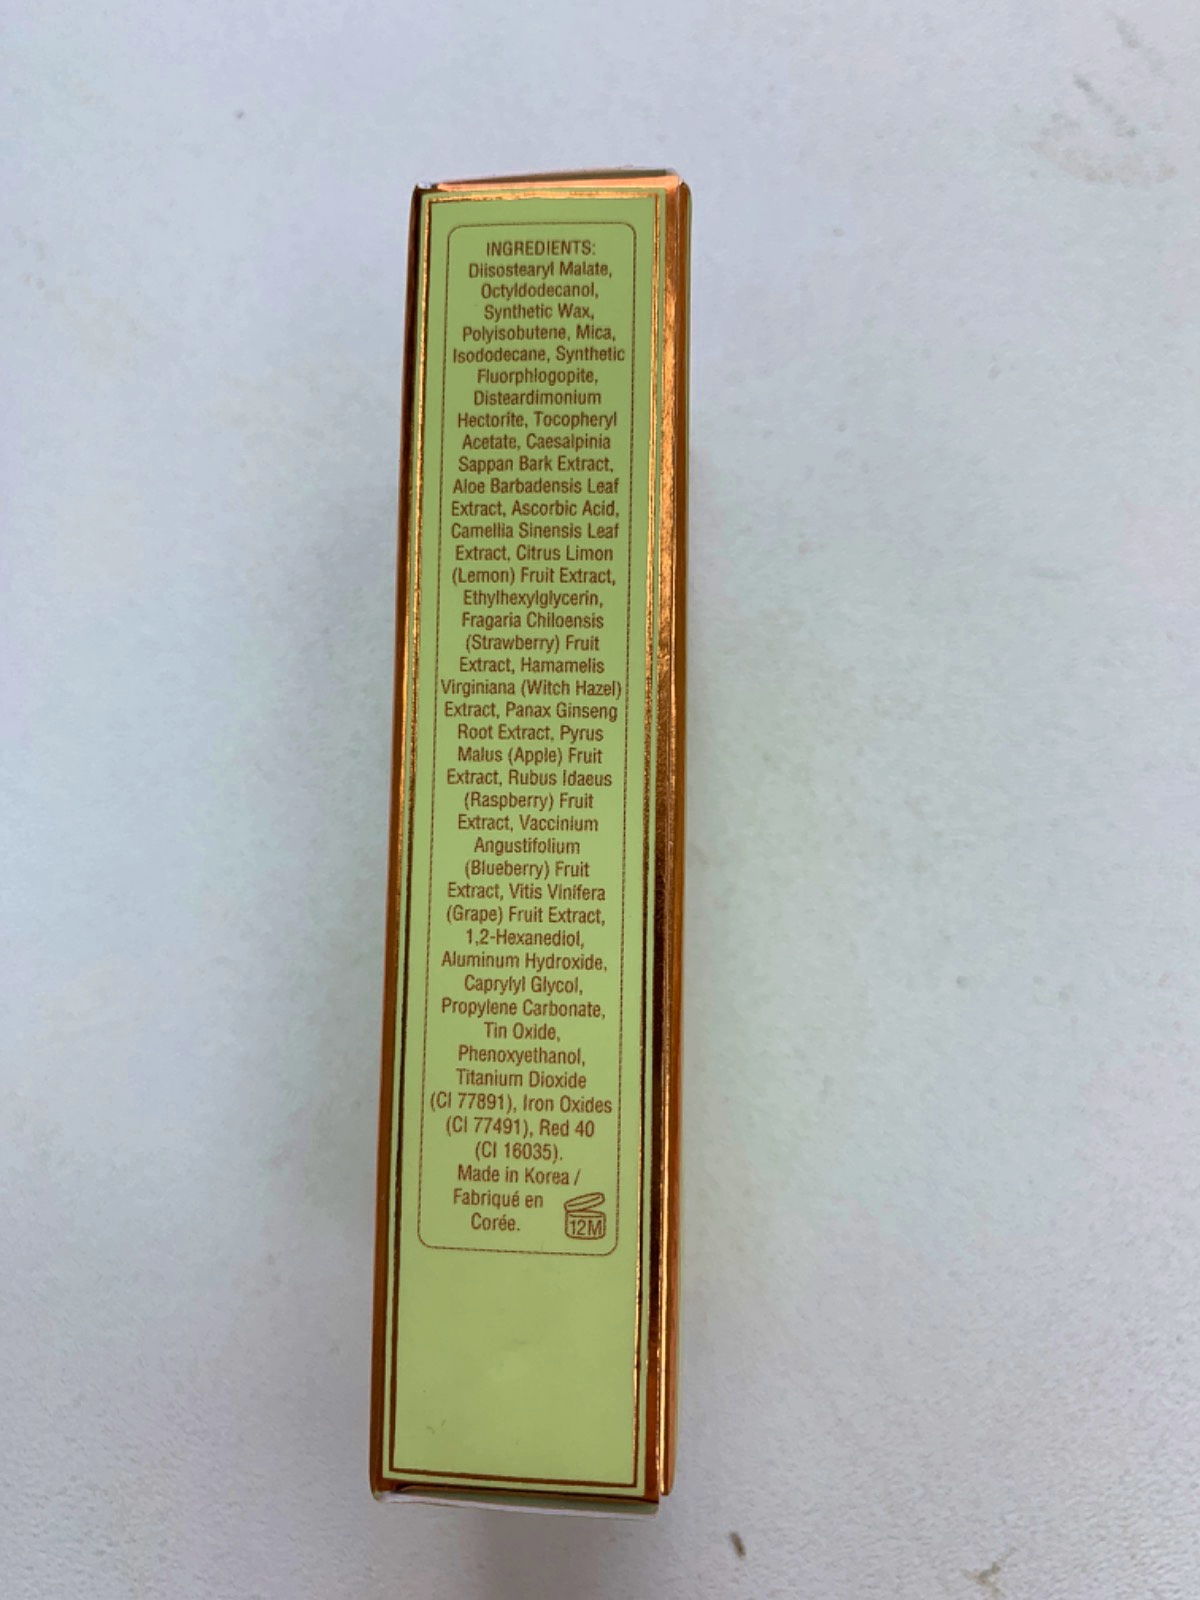 INGREDIENTS:
Diisostearyl Malate,
Octyldodecanol,
Synthetic Wax,
Polyisobutene, Mica,
Isododecane, Synthetic
Fluorphlogopite,
Disteardimonium
Hectorite, Tocopheryl
Acetate, Caesalpinia
Sappan Bark Extract,
Aloe Barbadensis Leaf
Extract, Ascorbic Acid,
Camellia Sinensis Leaf
Extract, Citrus Limon
(Lemon) Fruit Extract,
Ethylhexylglycerin,
Fragaria Chiloensis
(Strawberry) Fruit
Extract, Hamamelis
Virginiana (Witch Hazel)
Extract, Panax Ginseng
Root Extract, Pyrus
Malus (Apple) Fruit
Extract, Rubus Idaeus
(Raspberry) Fruit
Extract, Vaccinium
Angustifolium
(Blueberry) Fruit
Extract, Vitis Vinifera
(Grape) Fruit Extract,
1,2-Hexanediol,
Aluminum Hydroxide,
Caprylyl Glycol,
Propylene Carbonate,
Tin Oxide,
Phenoxyethanol,
Titanium Dioxide
(CI 77891), Iron Oxides
(CI 77491), Red 40
(CI 16035).
Made in Korea /
Fabriqué en
Corée.
12M